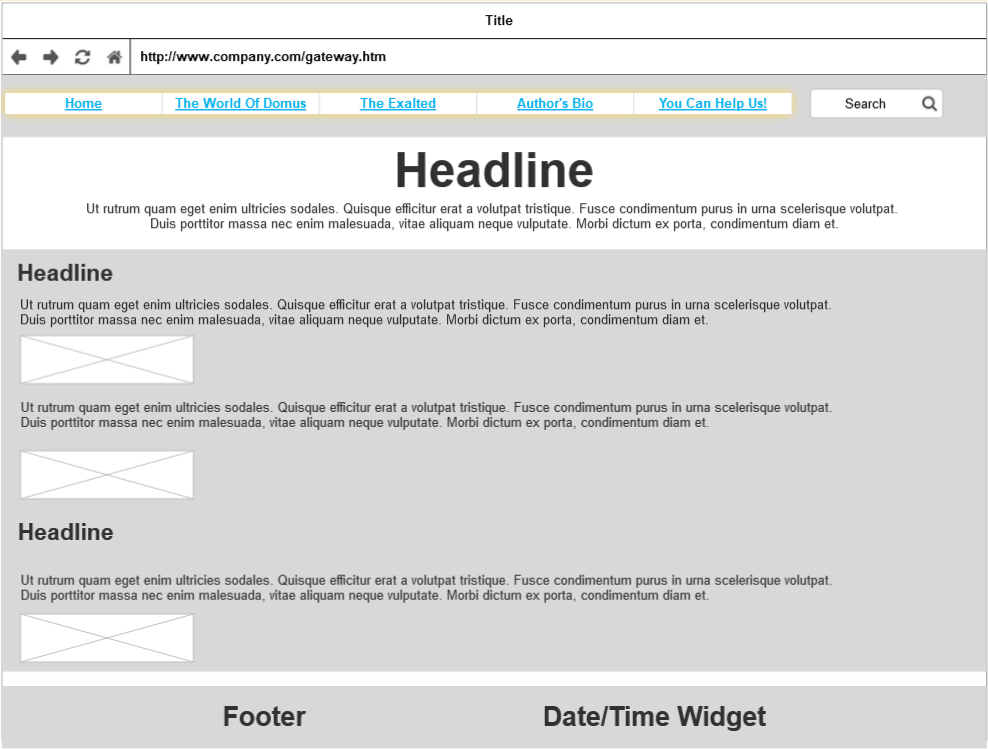 Title
http://www.company.com/gateway.htm
Home The World Of Domus The Exalted Author's Bio You Can Help Us! Search
Headline
Ut rutrum quam eget enim ultricies sodales. Quisque efficitur erat a volutpat tristique. Fusce condimentum purus in urna scelerisque volutpat.
Duis porttitor massa nec enim malesuada, vitae aliquam neque vulputate. Morbi dictum ex porta, condimentum diam et.
Headline
Ut rutrum quam eget enim ultricies sodales. Quisque efficitur erat a volutpat tristique. Fusce condimentum purus in urna scelerisque volutpat.
Duis porttitor massa nec enim malesuada, vitae aliquam neque vulputate. Morbi dictum ex porta, condimentum diam et.
Ut rutrum quam eget enim ultricies sodales. Quisque efficitur erat a volutpat tristique. Fusce condimentum purus in urna scelerisque volutpat.
Duis porttitor massa nec enim malesuada, vitae aliquam neque vulputate. Morbi dictum ex porta, condimentum diam et.
Headline
Ut rutrum quam eget enim ultricies sodales. Quisque efficitur erat a volutpat tristique. Fusce condimentum purus in urna scelerisque volutpat.
Duis porttitor massa nec enim malesuada, vitae aliquam neque vulputate. Morbi dictum ex porta, condimentum diam et.
Footer Date/Time Widget